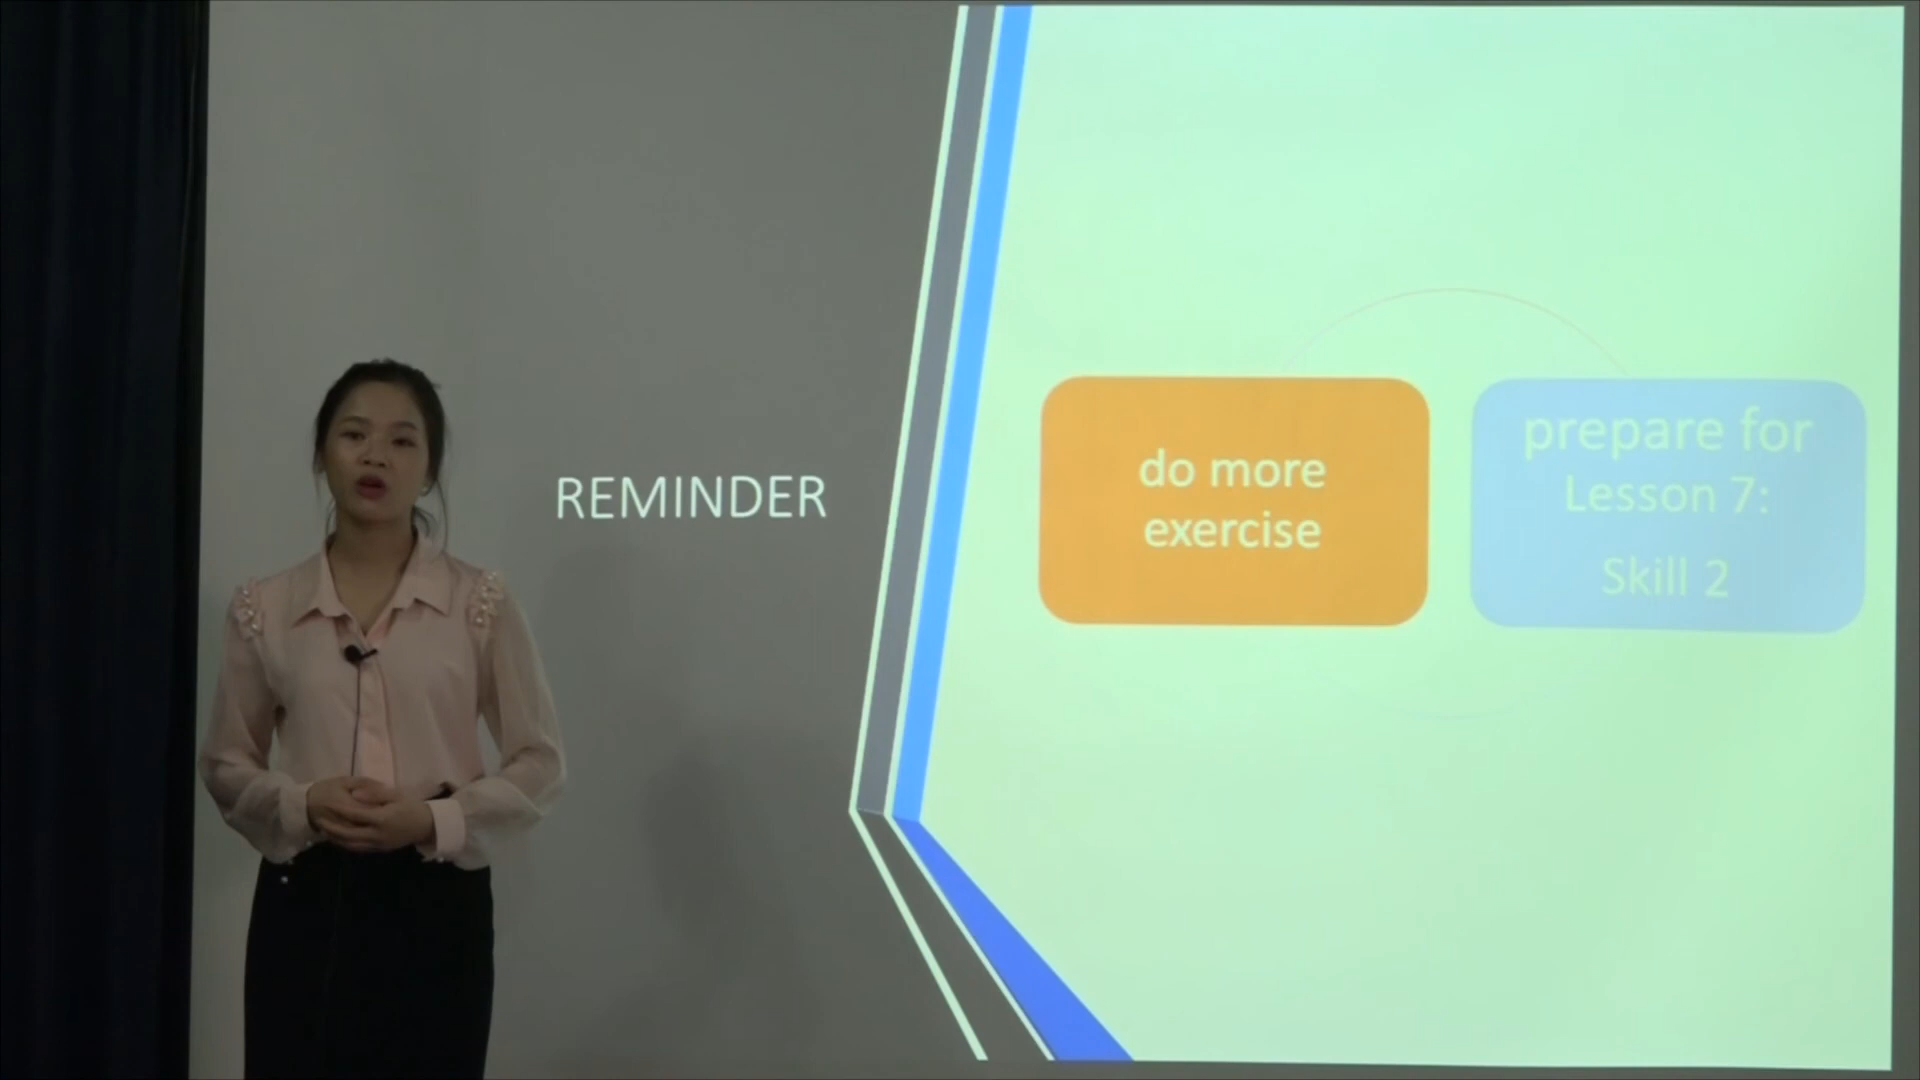 REMINDER
do more
exercise
prepare for
Lesson 7:
Skill 2